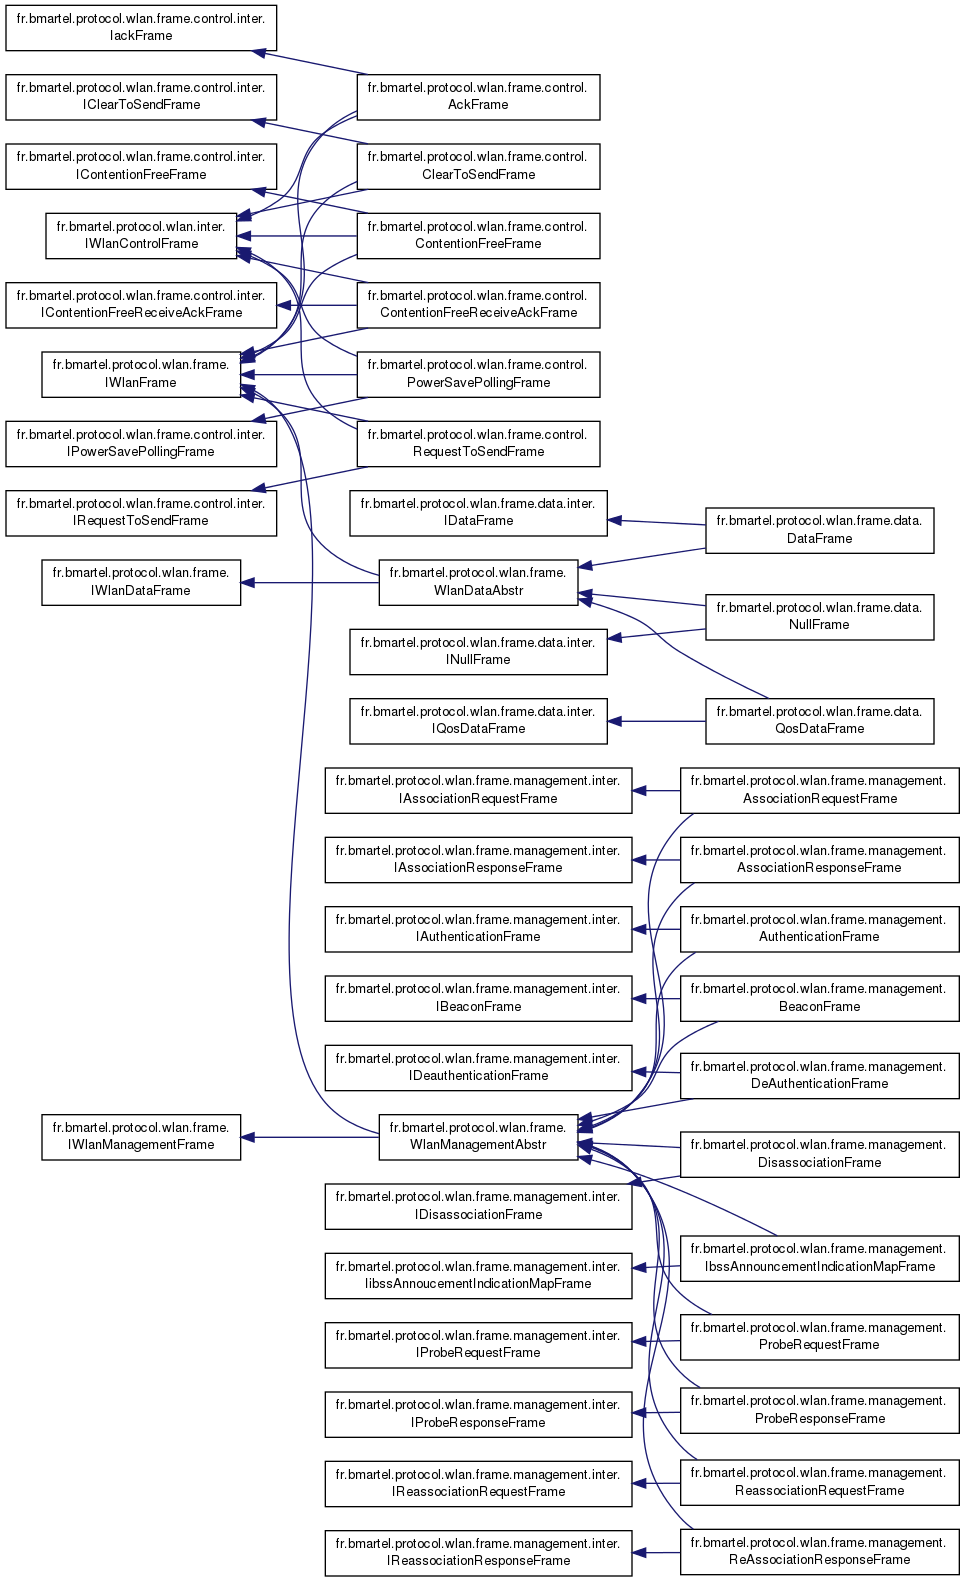 fr.bmartel.protocol.wlan.frame.control.inter.
IackFrame
fr.bmartel.protocol.wlan.frame.control.inter.
IClearToSendFrame
fr.bmartel.protocol.wlan.frame.control.inter.
IContentionFreeFrame
fr.bmartel.protocol.wlan.inter.
IWlanControlFrame
fr.bmartel.protocol.wlan.frame.control.inter.
IContentionFreeReceiveAckFrame
fr.bmartel.protocol.wlan.frame.
IWlanFrame
fr.bmartel.protocol.wlan.frame.control.inter.
IPowerSavePollingFrame
fr.bmartel.protocol.wlan.frame.control.inter.
IRequestToSendFrame
fr.bmartel.protocol.wlan.frame.
IWlanDataFrame
fr.bmartel.protocol.wlan.frame.
IWlanManagementFrame
fr.bmartel.protocol.wlan.frame.control.
AckFrame
fr.bmartel.protocol.wlan.frame.control.
ClearToSendFrame
fr.bmartel.protocol.wlan.frame.control.
ContentionFreeFrame
fr.bmartel.protocol.wlan.frame.control.
ContentionFreeReceiveAckFrame
fr.bmartel.protocol.wlan.frame.control.
PowerSavePollingFrame
fr.bmartel.protocol.wlan.frame.control.
RequestToSendFrame
fr.bmartel.protocol.wlan.frame.data.inter.
IDataFrame
fr.bmartel.protocol.wlan.frame.
WlanDataAbstr
fr.bmartel.protocol.wlan.frame.data.inter.
INullFrame
fr.bmartel.protocol.wlan.frame.data.inter.
IQosDataFrame
fr.bmartel.protocol.wlan.frame.management.inter.
IAssociationRequestFrame
fr.bmartel.protocol.wlan.frame.management.inter.
IAssociationResponseFrame
fr.bmartel.protocol.wlan.frame.management.inter.
IAuthenticationFrame
fr.bmartel.protocol.wlan.frame.management.inter.
IBeaconFrame
fr.bmartel.protocol.wlan.frame.management.inter.
IDeauthenticationFrame
fr.bmartel.protocol.wlan.frame.
WlanManagementAbstr
fr.bmartel.protocol.wlan.frame.management.inter.
IDisassociationFrame
fr.bmartel.protocol.wlan.frame.management.inter.
IibssAnnoucementIndicationMapFrame
fr.bmartel.protocol.wlan.frame.management.inter.
IProbeRequestFrame
fr.bmartel.protocol.wlan.frame.management.inter.
IProbeResponseFrame
fr.bmartel.protocol.wlan.frame.management.inter.
IReassociationRequestFrame
fr.bmartel.protocol.wlan.frame.management.inter.
IReassociationResponseFrame
fr.bmartel.protocol.wlan.frame.data.
DataFrame
fr.bmartel.protocol.wlan.frame.data.
NullFrame
fr.bmartel.protocol.wlan.frame.data.
QosDataFrame
fr.bmartel.protocol.wlan.frame.management.
AssociationRequestFrame
fr.bmartel.protocol.wlan.frame.management.
AssociationResponseFrame
fr.bmartel.protocol.wlan.frame.management.
AuthenticationFrame
fr.bmartel.protocol.wlan.frame.management.
BeaconFrame
fr.bmartel.protocol.wlan.frame.management.
DeAuthenticationFrame
fr.bmartel.protocol.wlan.frame.management.
DisassociationFrame
fr.bmartel.protocol.wlan.frame.management.
IbssAnnouncementIndicationMapFrame
fr.bmartel.protocol.wlan.frame.management.
ProbeRequestFrame
fr.bmartel.protocol.wlan.frame.management.
ProbeResponseFrame
fr.bmartel.protocol.wlan.frame.management.
ReassociationRequestFrame
fr.bmartel.protocol.wlan.frame.management.
ReAssociationResponseFrame